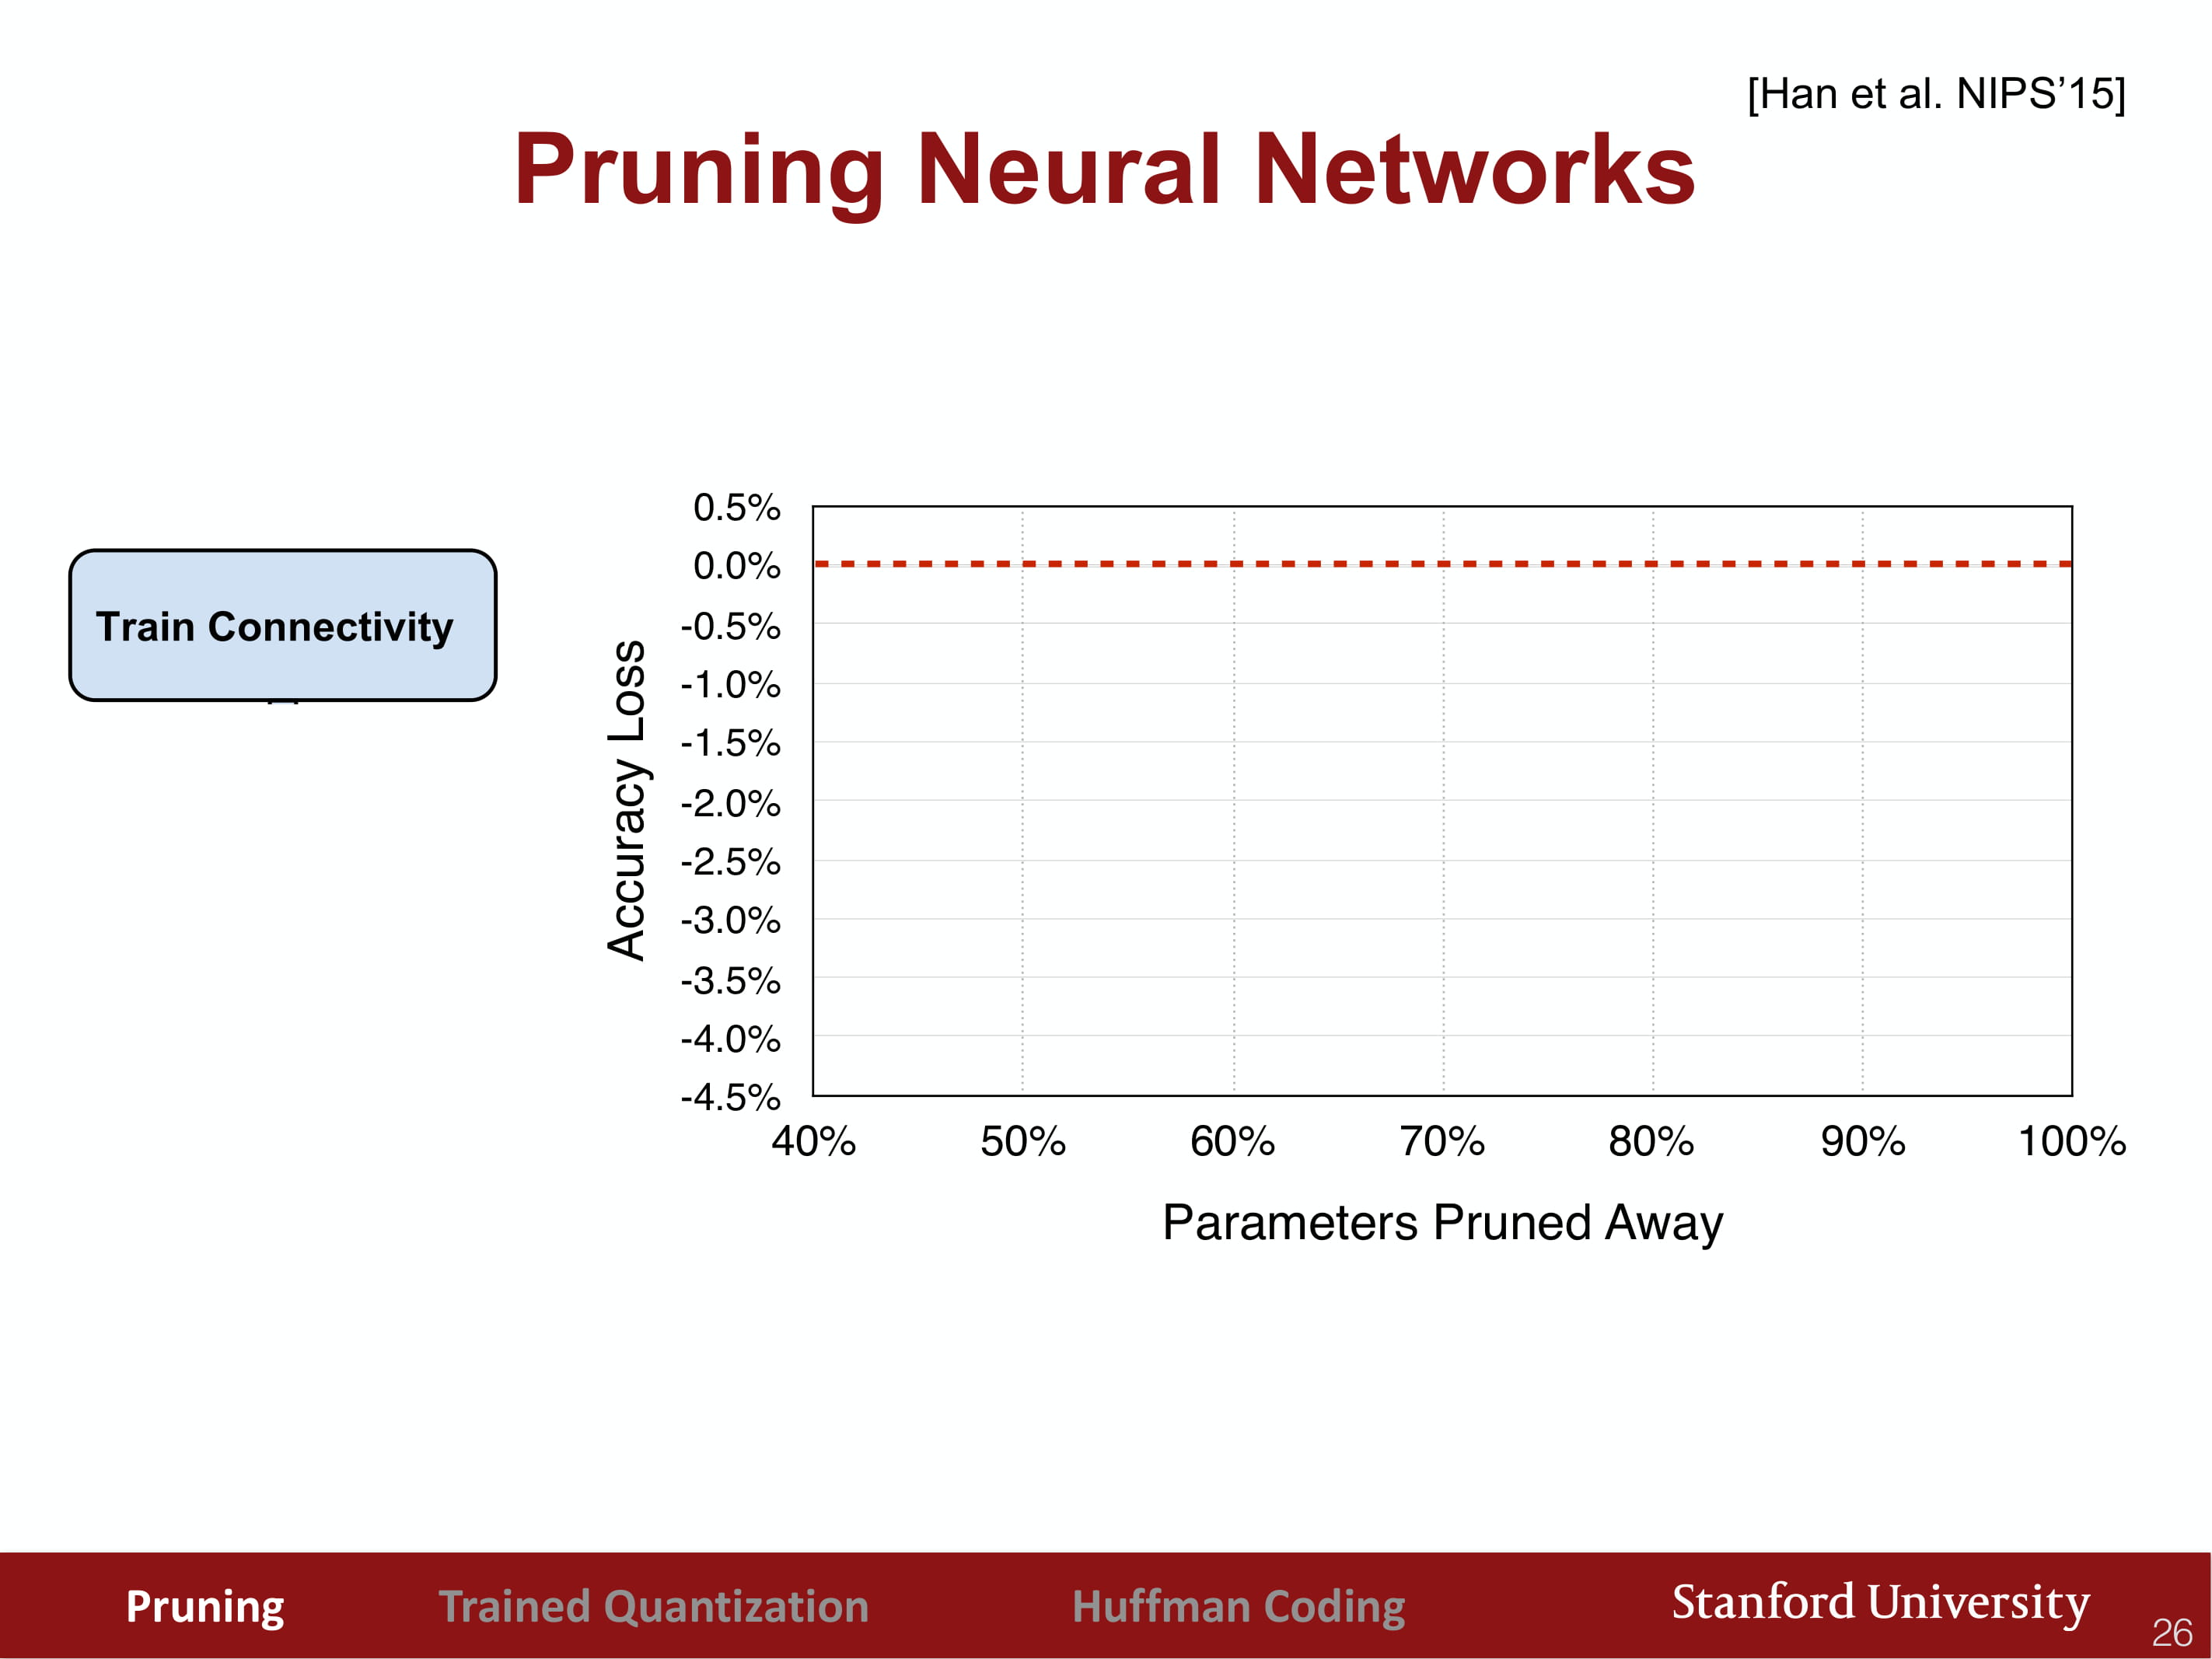 [Han et al. NIPS’15]
Pruning Neural Networks
Train Connectivity
Accuracy Loss
0.5%
0.0%
-0.5%
-1.0%
-1.5%
-2.0%
-2.5%
-3.0%
-3.5%
-4.0%
-4.5%
40% 50% 60% 70% 80% 90% 100%
Parameters Pruned Away
Pruning Trained Quantization Huffman Coding Stanford University 26